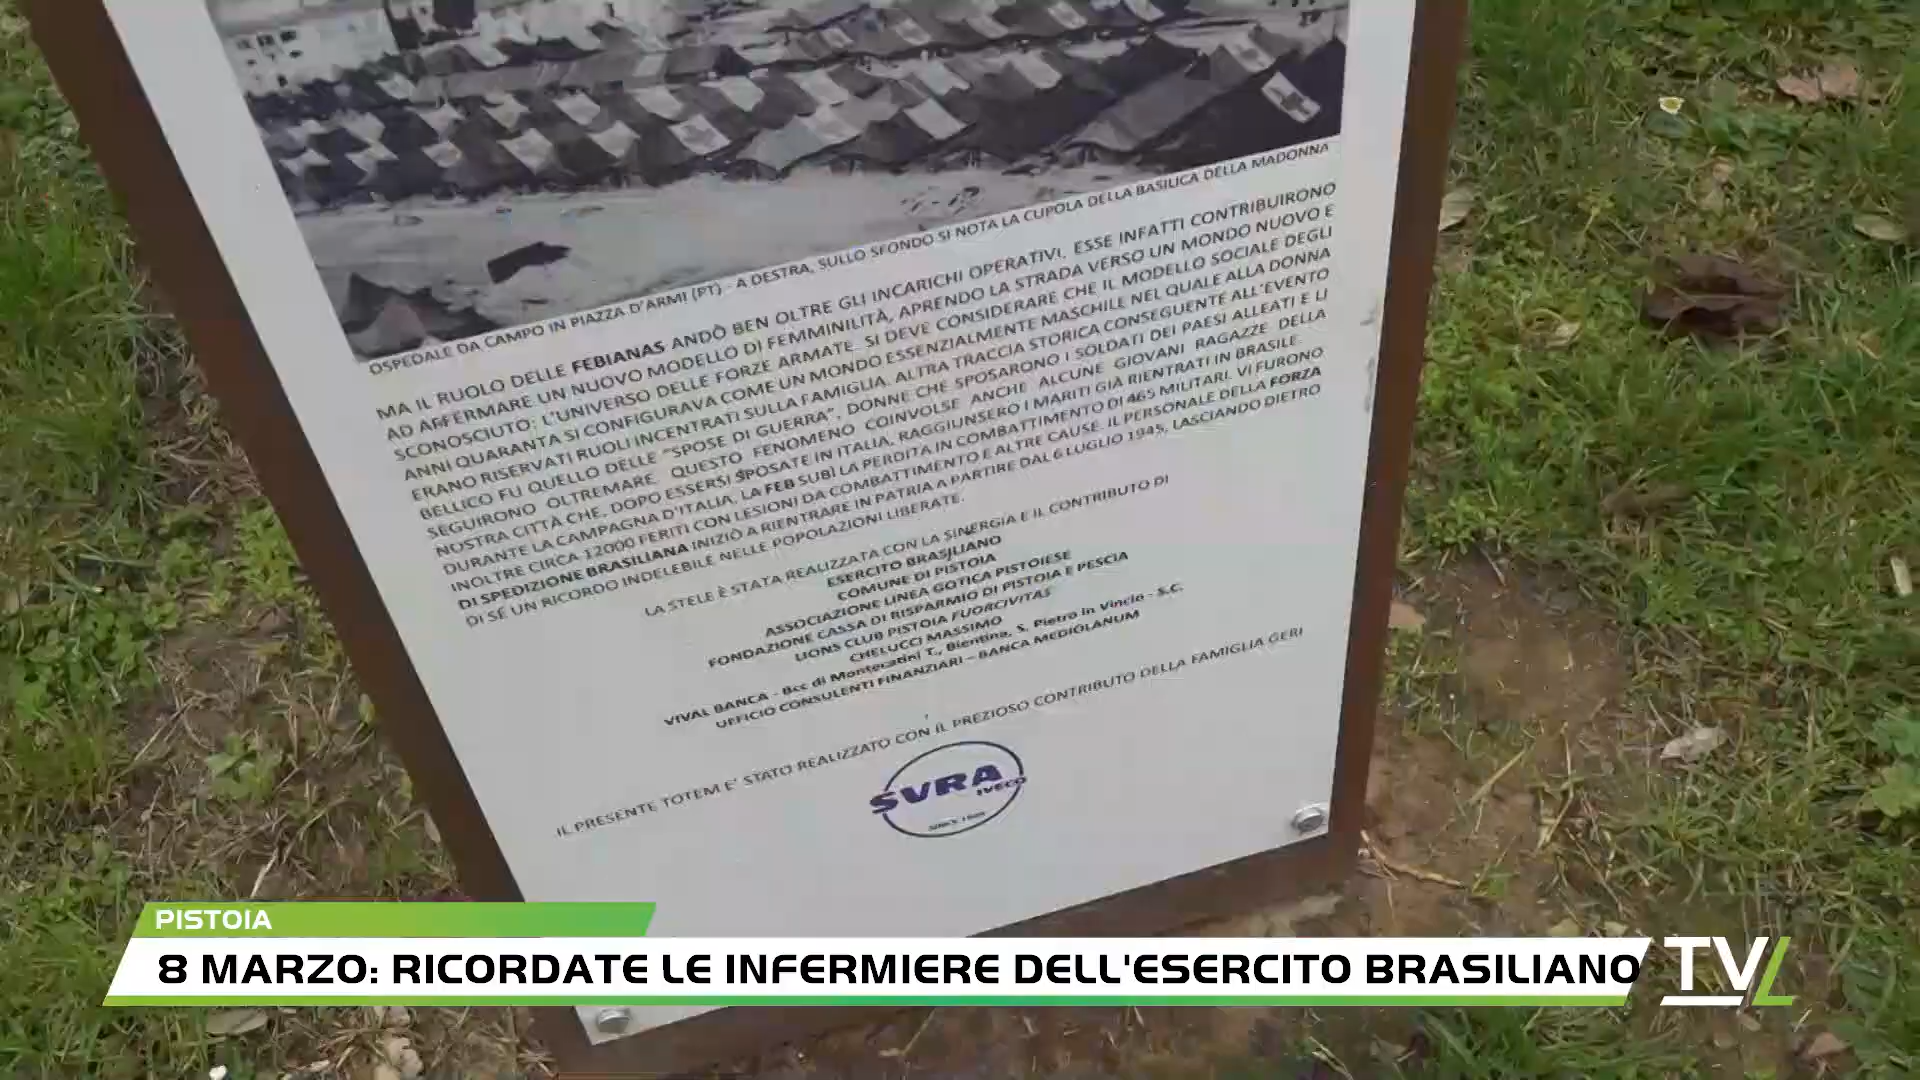 OSPEDALE DA CAMPO IN PIAZZA D'ARMI (PT) - A DESTRA, SULLO SFONDO SI NOTA LA CUPOLA DELLA BASILICA DELLA MADONNA
MA IL RUOLO DELLE FEBIANAS ANDÒ BEN OLTRE GLI INCARICHI OPERATIVI, ESSE INFATTI CONTRIBUIRONO
AD AFFERMARE UN NUOVO MODELLO DI FEMMINILITÀ, APRENDO LA STRADA VERSO UN MONDO NUOVO E
SCONOSCIUTO: L'UNIVERSO DELLE FORZE ARMATE. SI DEVE CONSIDERARE CHE IL MODELLO SOCIALE DEGLI
ANNI QUARANTA SI CONFIGURAVA COME UN MONDO ESSENZIALMENTE MASCHILE NEL QUALE ALLA DONNA
ERANO RISERVATI RUOLI INCENTRATI SULLA FAMIGLIA. ALTRA TRACCIA STORICA CONSEGUENTE ALL'EVENTO
BELLICO FU QUELLO DELLE "SPOSE DI GUERRA", DONNE CHE SPOSARONO I SOLDATI DEI PAESI ALLEATI E LI
SEGUIRONO OLTREMARE. QUESTO FENOMENO COINVOLSE ANCHE ALCUNE GIOVANI RAGAZZE DELLA
NOSTRA CITTÀ CHE, DOPO ESSERSI SPOSATE IN ITALIA, RAGGIUNSERO I MARITI GIÀ RIENTRATI IN BRASILE.
DURANTE LA CAMPAGNA D'ITALIA, LA FEB SUBÌ LA PERDITA IN COMBATTIMENTO DI 465 MILITARI. VI FURONO
INOLTRE CIRCA 12000 FERITI CON LESIONI DA COMBATTIMENTO E ALTRE CAUSE. IL PERSONALE DELLA FORZA
DI SPEDIZIONE BRASILIANA INIZIÒ A RIENTRARE IN PATRIA A PARTIRE DAL 6 LUGLIO 1945, LASCIANDO DIETRO
DI SÉ UN RICORDO INDELEBILE NELLE POPOLAZIONI LIBERATE.
LA STELE È STATA REALIZZATA CON LA SINERGIA E IL CONTRIBUTO DI
ESERCITO BRASILIANO
COMUNE DI PISTOIA
ASSOCIAZIONE LINEA GOTICA PISTOIESE
FONDAZIONE CASSA DI RISPARMIO DI PISTOIA E PESCIA
LIONS CLUB PISTOIA FUORCIVITAS
CHELUCCI MASSIMO
VIVAL BANCA - Bcc di Montecatini T., Bientina, S. Pietro in Vincio - S.C.
UFFICIO CONSULENTI FINANZIARI – BANCA MEDIOLANUM
IL PRESENTE TOTEM E' STATO REALIZZATO CON IL PREZIOSO CONTRIBUTO DELLA FAMIGLIA GERI
SVRA
IVECO
PISTOIA
8 MARZO: RICORDATE LE INFERMIERE DELL'ESERCITO BRASILIANO
TVL